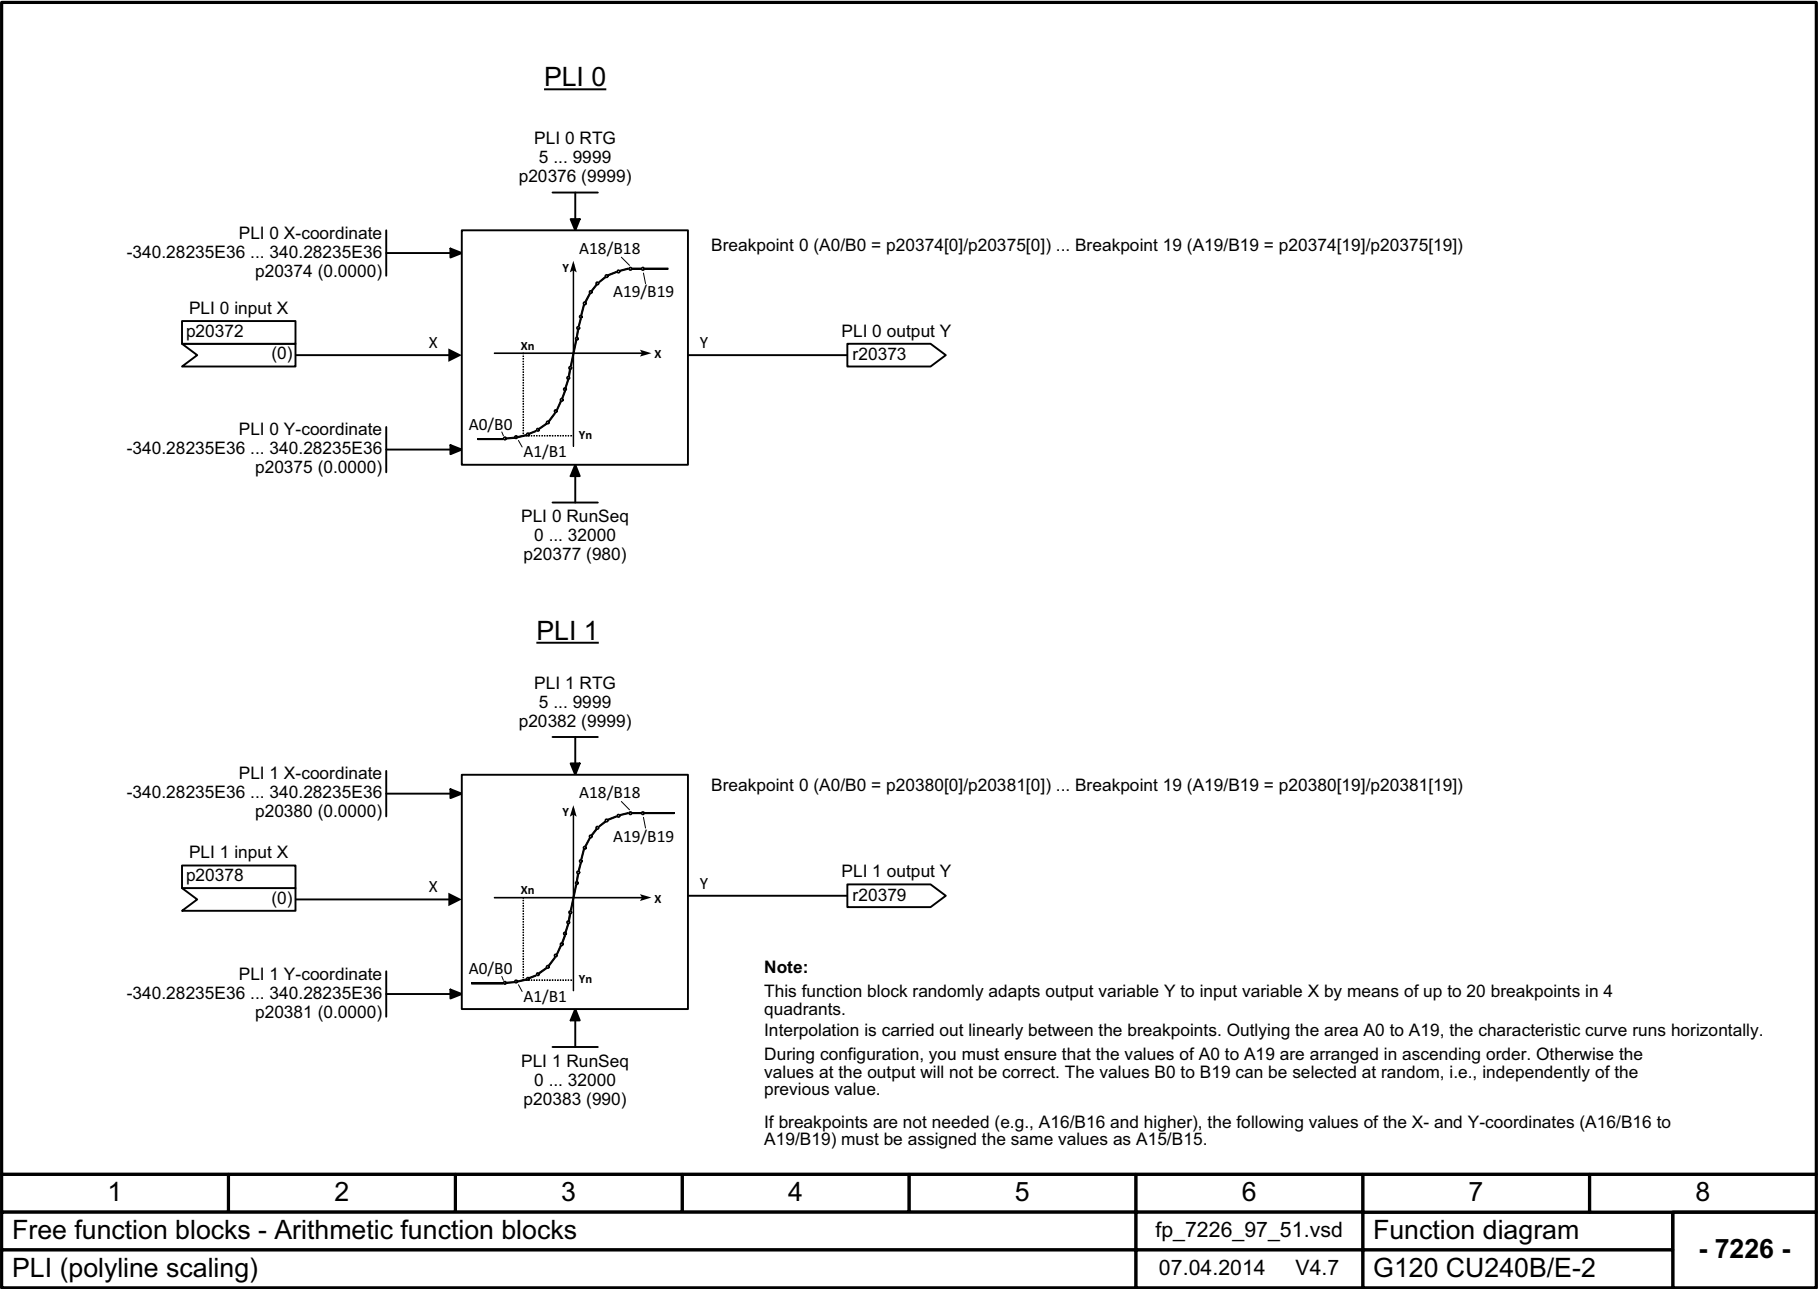 PLI 0
PLI 0 RTG
5 ... 9999
p20376 (9999)
PLI 0 X-coordinate
-340.28235E36 ... 340.28235E36
p20374 (0.0000)
PLI 0 input X
p20372
(0)
X
PLI 0 Y-coordinate
-340.28235E36 ... 340.28235E36
p20375 (0.0000)
A18/B18
Y
A19/B19
Xn
X
A0/B0
Yn
A1/B1
Breakpoint 0 (A0/B0 = p20374[0]/p20375[0]) ... Breakpoint 19 (A19/B19 = p20374[19]/p20375[19])
Y
PLI 0 output Y
r20373
PLI 0 RunSeq
0 ... 32000
p20377 (980)
PLI 1
PLI 1 RTG
5 ... 9999
p20382 (9999)
PLI 1 X-coordinate
-340.28235E36 ... 340.28235E36
p20380 (0.0000)
PLI 1 input X
p20378
(0)
X
PLI 1 Y-coordinate
-340.28235E36 ... 340.28235E36
p20381 (0.0000)
A18/B18
Y
A19/B19
Xn
X
A0/B0
Yn
A1/B1
Breakpoint 0 (A0/B0 = p20380[0]/p20381[0]) ... Breakpoint 19 (A19/B19 = p20380[19]/p20381[19])
Y
PLI 1 output Y
r20379
PLI 1 RunSeq
0 ... 32000
p20383 (990)
Note:
This function block randomly adapts output variable Y to input variable X by means of up to 20 breakpoints in 4
quadrants.
Interpolation is carried out linearly between the breakpoints. Outlying the area A0 to A19, the characteristic curve runs horizontally.
During configuration, you must ensure that the values of A0 to A19 are arranged in ascending order. Otherwise the
values at the output will not be correct. The values B0 to B19 can be selected at random, i.e., independently of the
previous value.
If breakpoints are not needed (e.g., A16/B16 and higher), the following values of the X- and Y-coordinates (A16/B16 to
A19/B19) must be assigned the same values as A15/B15.
1 2 3 4 5 6 7 8
Free function blocks - Arithmetic function blocks
fp_7226_97_51.vsd
Function diagram
- 7226 -
PLI (polyline scaling)
07.04.2014 V4.7
G120 CU240B/E-2